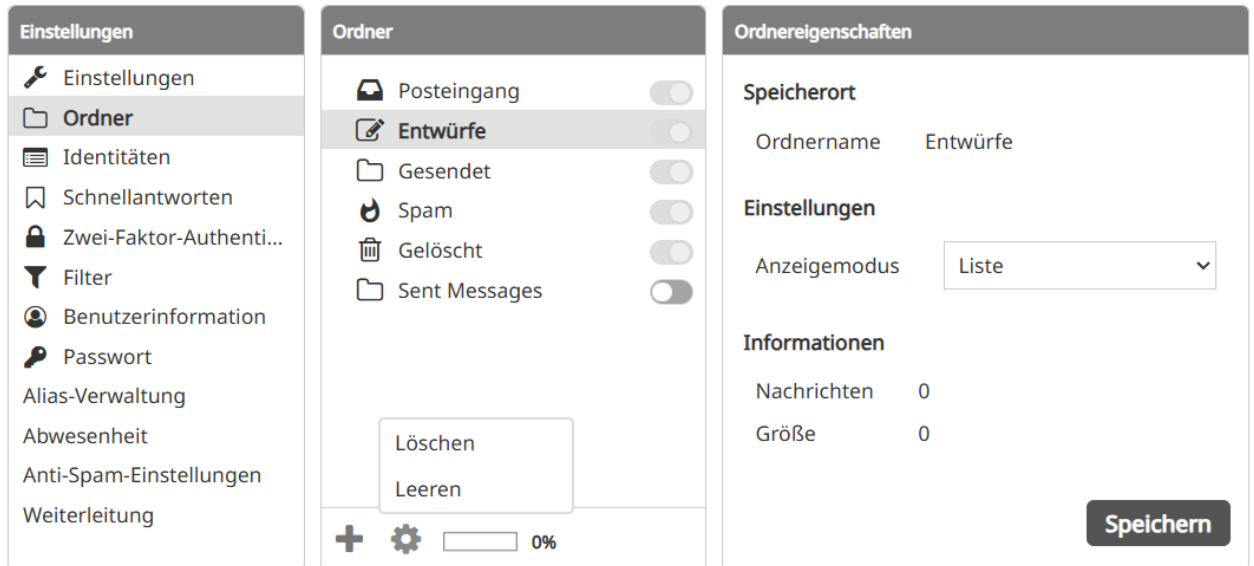 Einstellungen
Einstellungen
Ordner
Identitäten
Schnellantworten
Zwei-Faktor-Authenti...
Filter
Benutzerinformation
Passwort
Alias-Verwaltung
Abwesenheit
Anti-Spam-Einstellungen
Weiterleitung
Ordner
Posteingang
Entwürfe
Gesendet
Spam
Gelöscht
Sent Messages
Löschen
Leeren
0%
Ordnereigenschaften
Speicherort
Ordnername Entwürfe
Einstellungen
Anzeigemodus Liste
Informationen
Nachrichten 0
Größe 0
Speichern